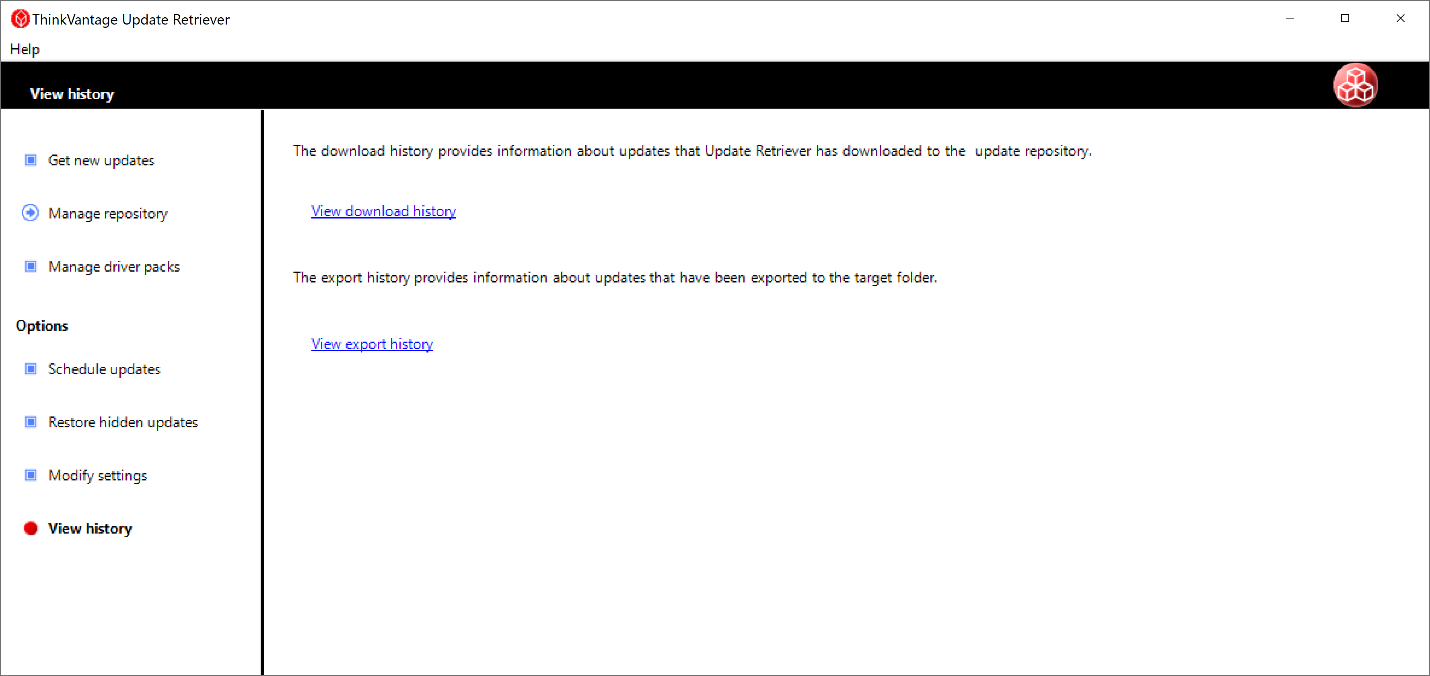 ThinkVantage Update Retriever
Help
View history
Get new updates
Manage repository
Manage driver packs
Options
Schedule updates
Restore hidden updates
Modify settings
View history
The download history provides information about updates that Update Retriever has downloaded to the  update repository.
View download history
The export history provides information about updates that have been exported to the target folder.
View export history